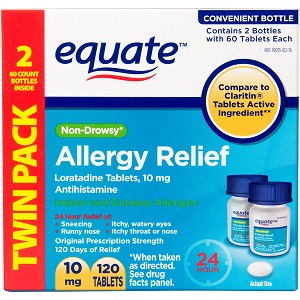 2
60 COUNT
BOTTLES
INSIDE
TWIN PACK
equate™
CONVENIENT BOTTLE
Contains 2 Bottles
with 60 Tablets Each
Compare to
Claritin®
Tablets Active
Ingredient**
Non-Drowsy*
Allergy Relief
Loratadine Tablets, 10 mg
Antihistamine
Indoor and Outdoor Allergies
24 Hour Relief of:
• Sneezing
• Itchy, watery eyes
• Runny nose
• Itchy throat or nose
Original Prescription Strength
120 Days of Relief
10 mg
120
TABLETS
*When taken
as directed.
See drug
facts panel.
24
HOUR
equate
Allergy Relief
Actual Size